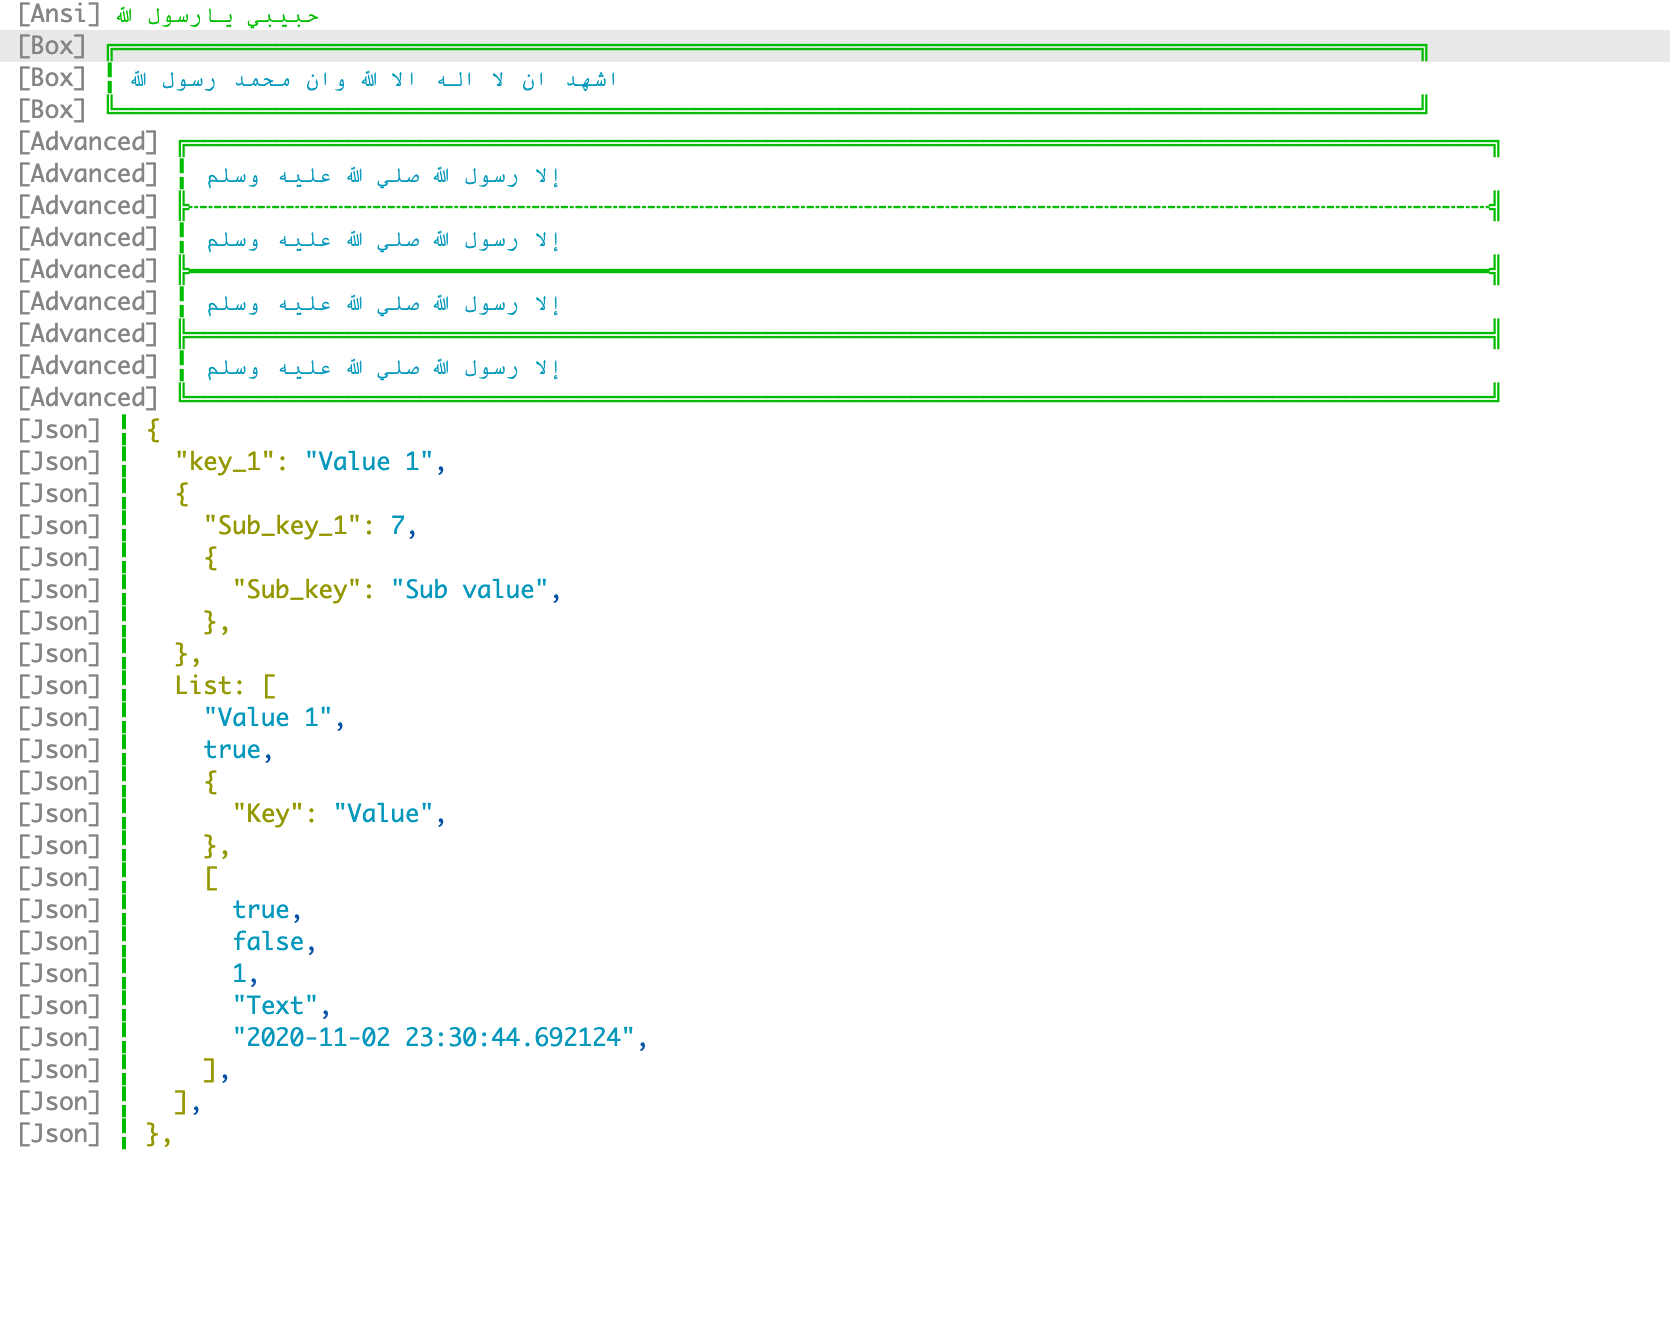 [Ansi] حبيبي يارسول الله
[Box]
[Box] اشهد ان لا اله الا الله وان محمد رسول الله
[Box]
[Advanced]
[Advanced] إلا رسول الله صلي الله عليه وسلم
[Advanced]
[Advanced] إلا رسول الله صلي الله عليه وسلم
[Advanced]
[Advanced] إلا رسول الله صلي الله عليه وسلم
[Advanced]
[Advanced] إلا رسول الله صلي الله عليه وسلم
[Advanced]
[Json] {
[Json] "key_1": "Value 1",
[Json] {
[Json] "Sub_key_1": 7,
[Json] {
[Json] "Sub_key": "Sub value",
[Json] },
[Json] },
[Json] List: [
[Json] "Value 1",
[Json] true,
[Json] {
[Json] "Key": "Value",
[Json] },
[Json] [
[Json] true,
[Json] false,
[Json] 1,
[Json] "Text",
[Json] "2020-11-02 23:30:44.692124",
[Json] ],
[Json] ],
[Json] },